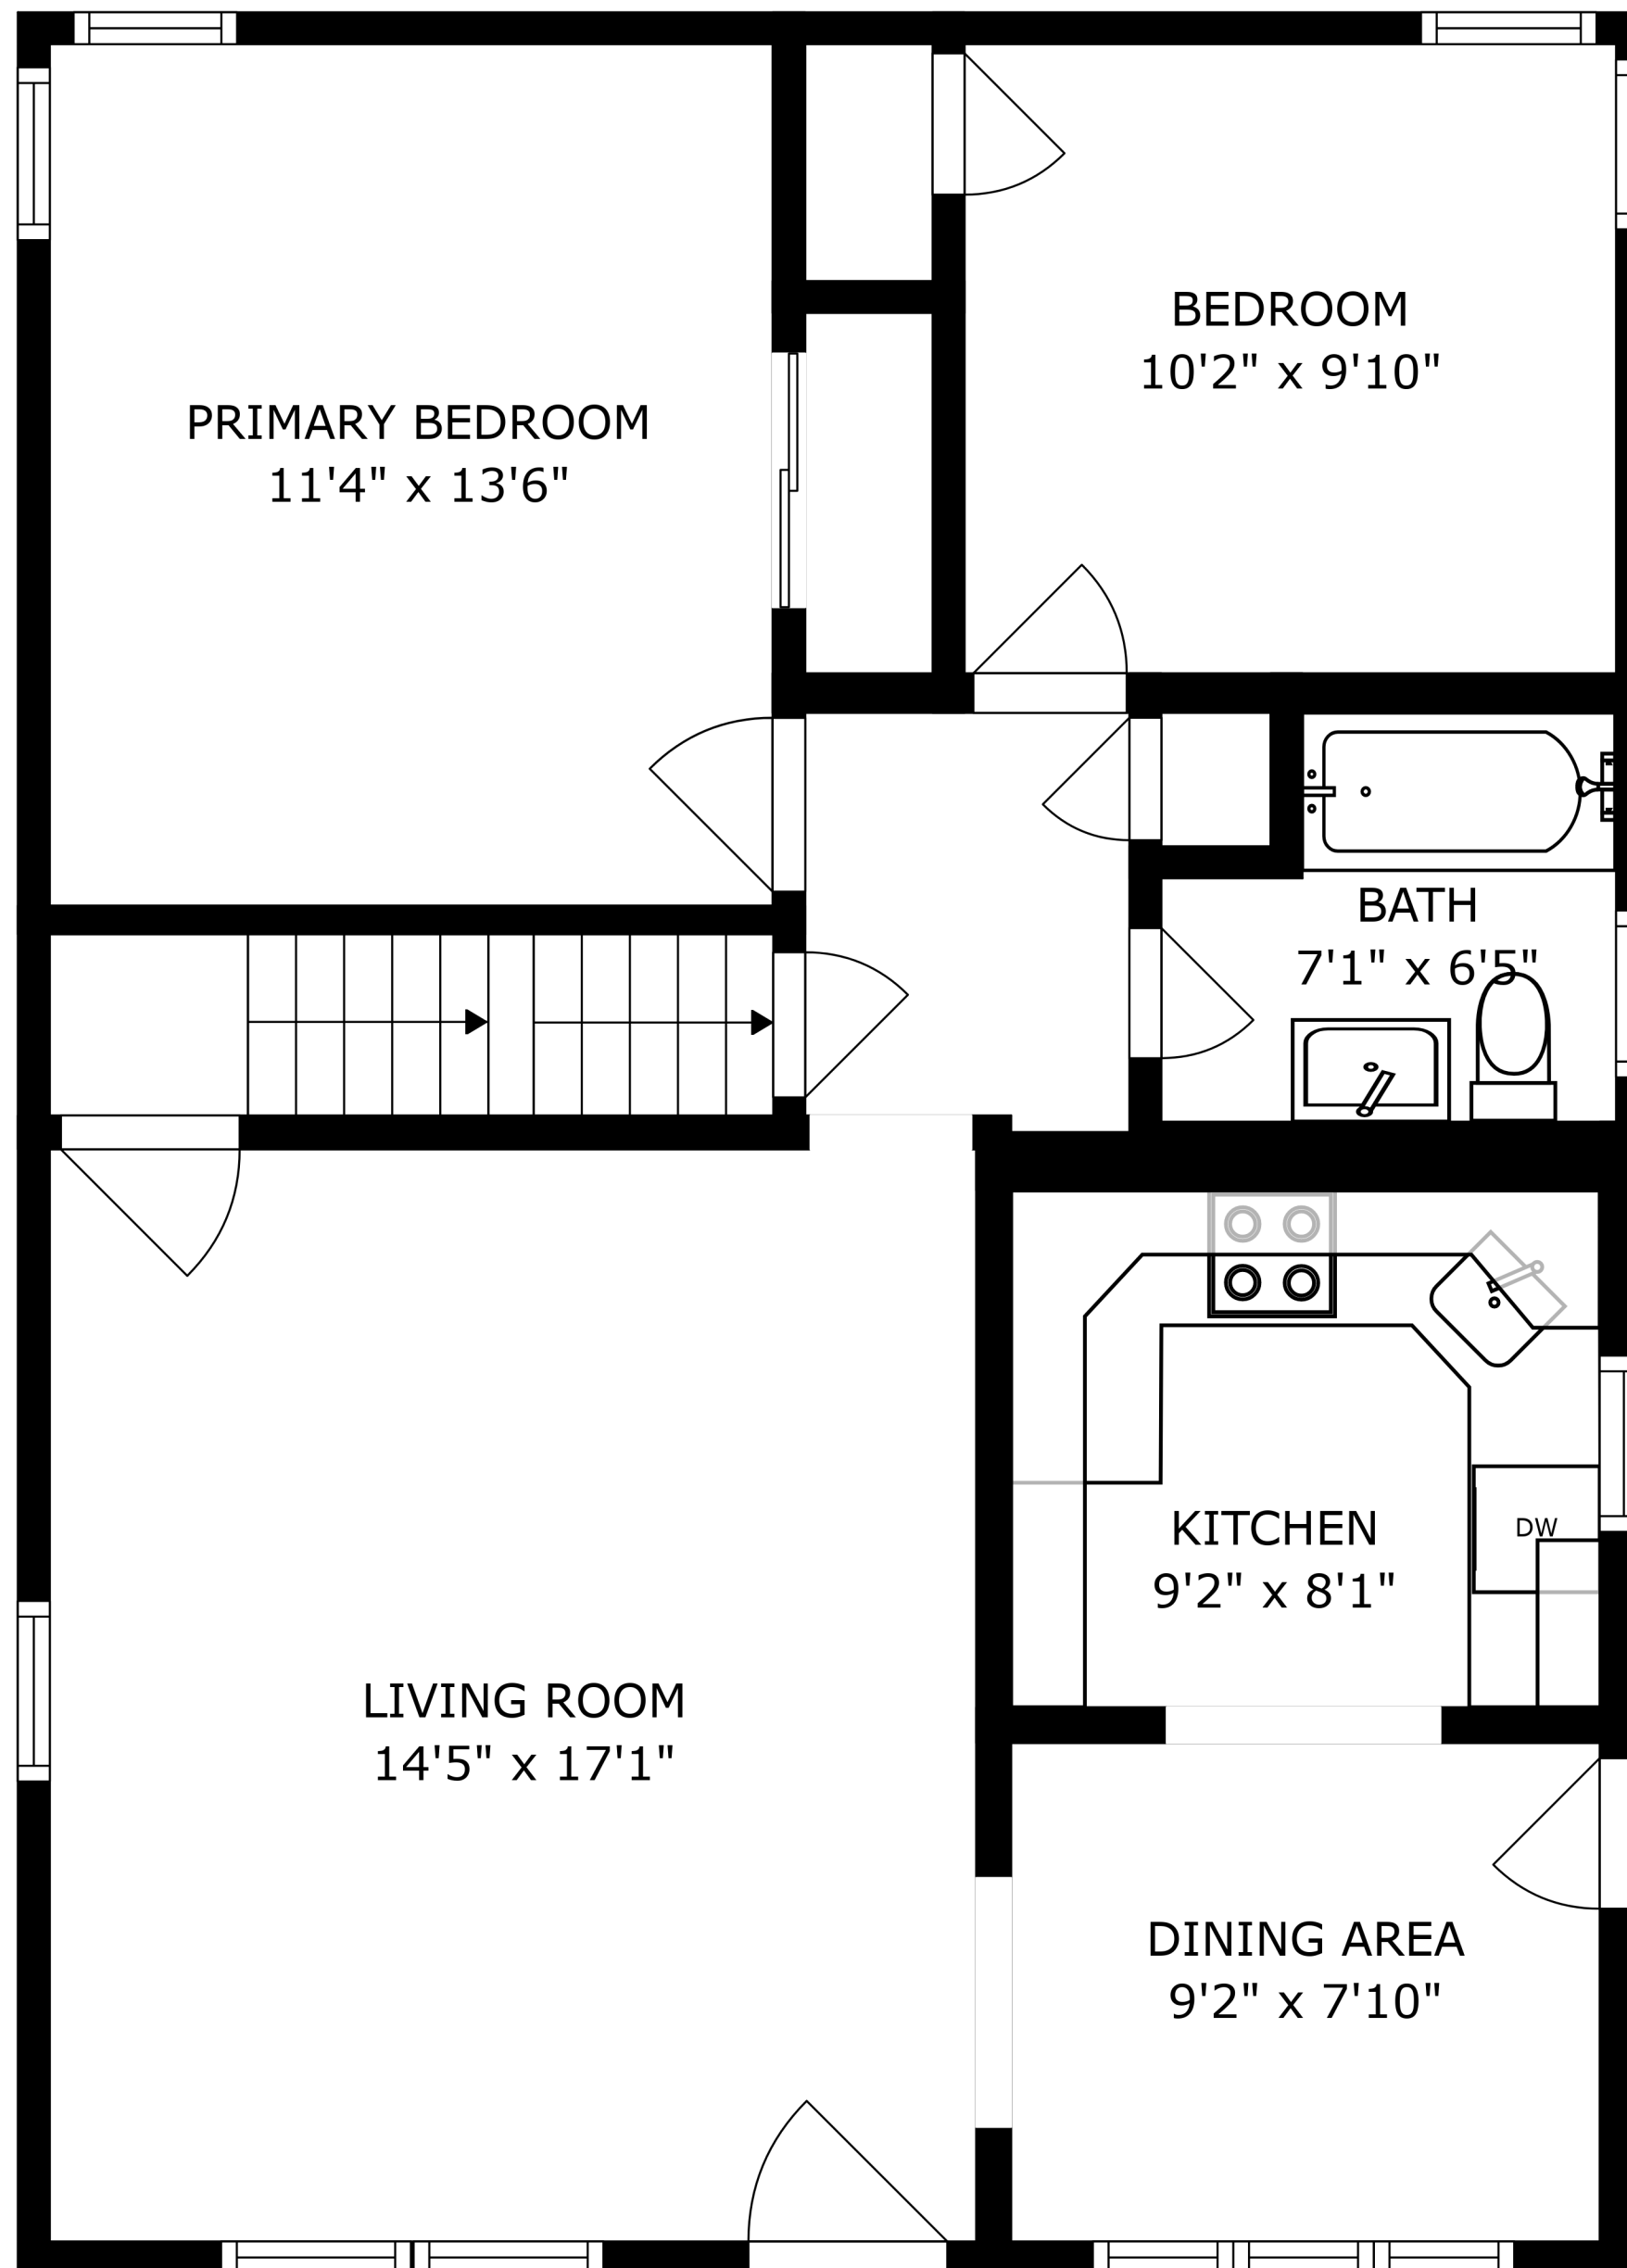 BEDROOM
10'2" x 9'10"
PRIMARY BEDROOM
11'4" x 13'6"
BATH
7'1" x 6'5"
KITCHEN
9'2" x 8'1"
DW
LIVING ROOM
14'5" x 17'1"
DINING AREA
9'2" x 7'10"